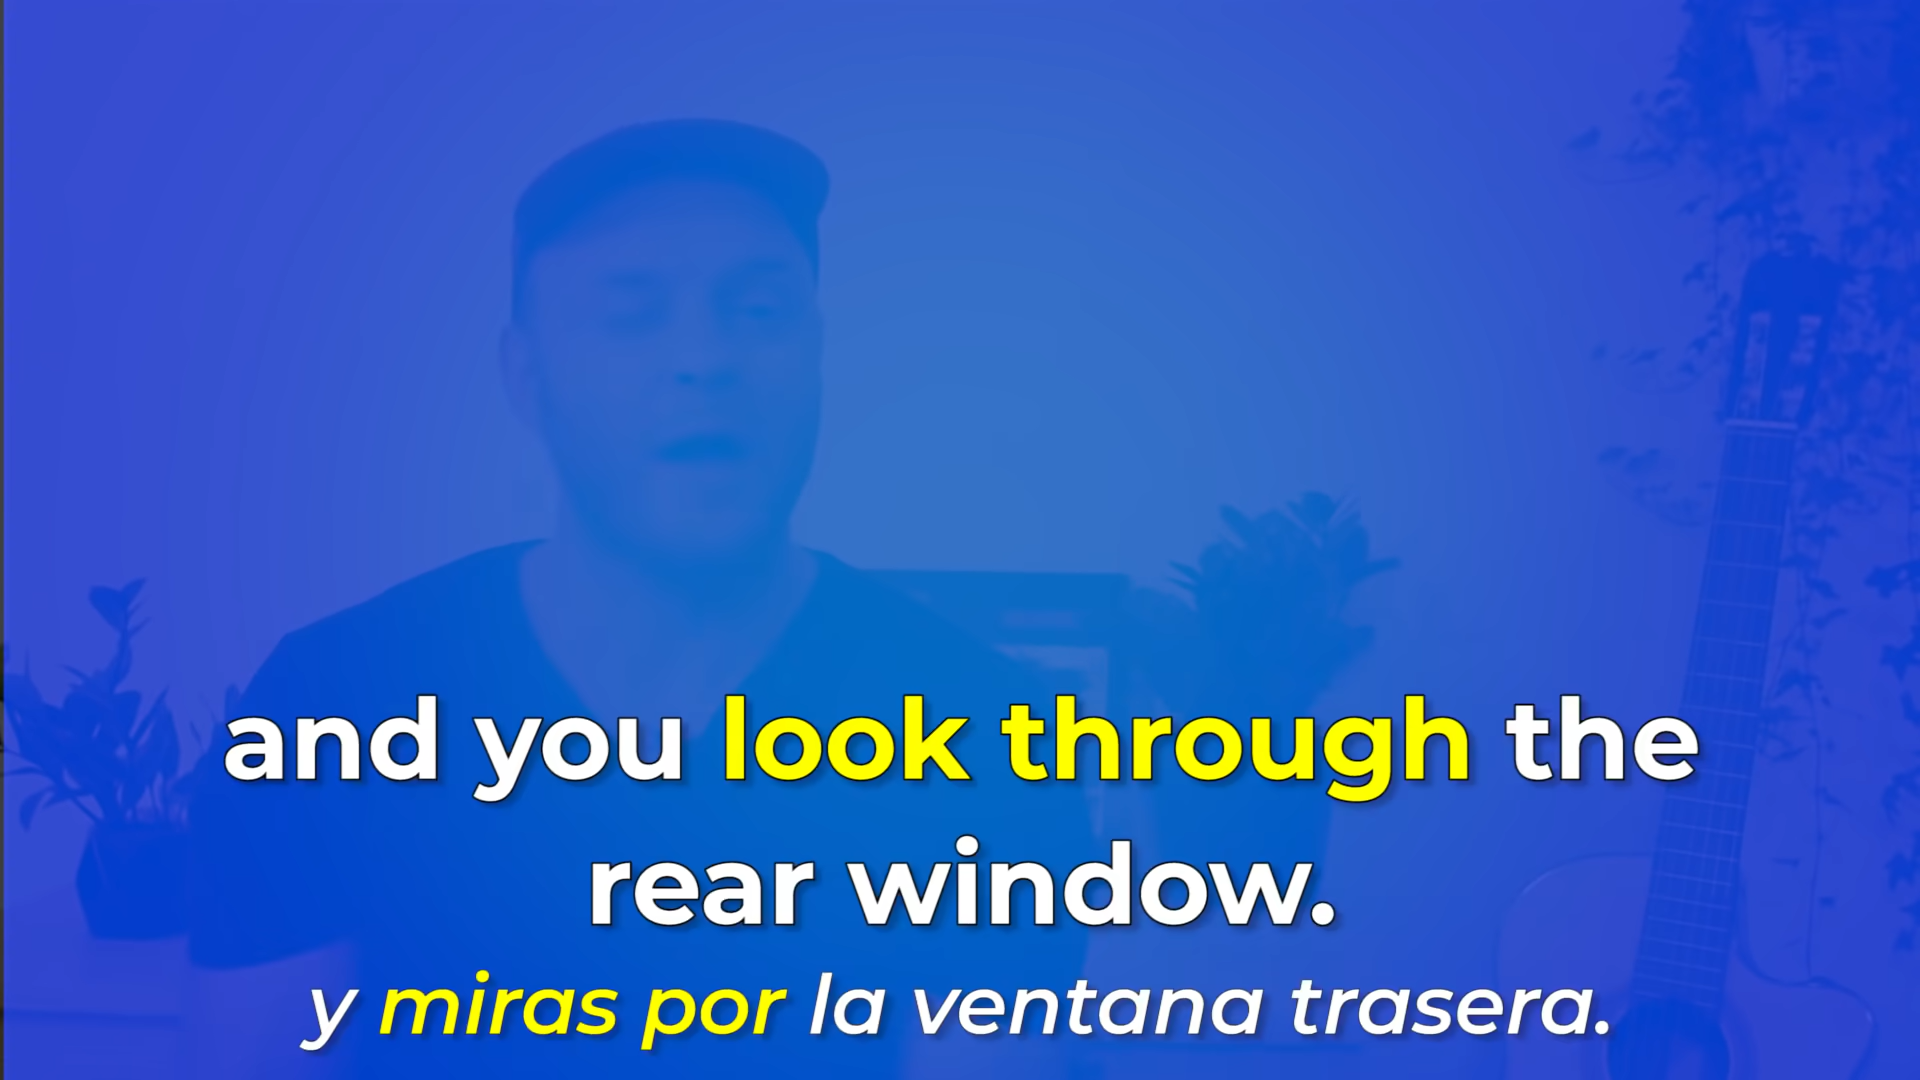 and you look through the
rear window.
y miras por la ventana trasera.